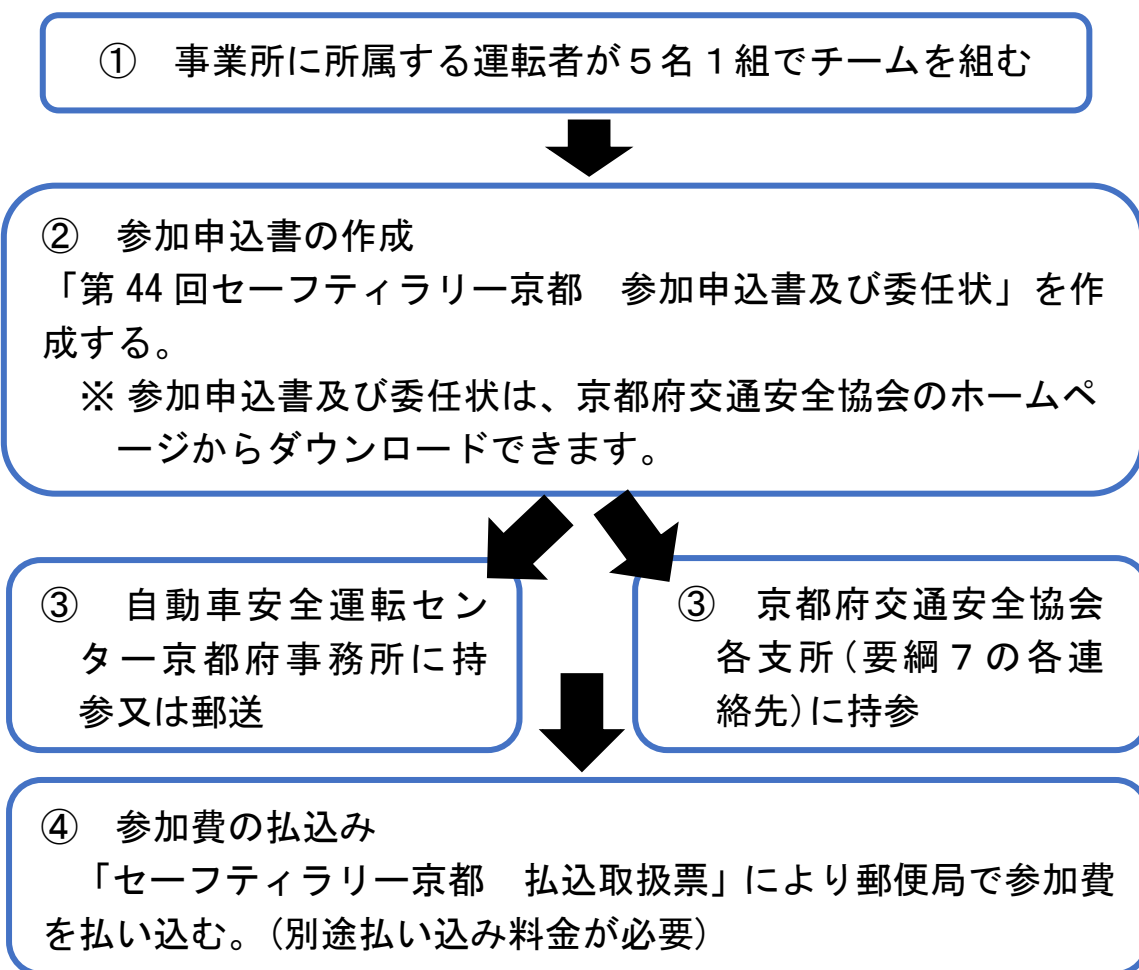 ① 事業所に所属する運転者が５名１組でチームを組む
② 参加申込書の作成
「第 44 回セーフティラリー京都　参加申込書及び委任状」を作
成する。
※ 参加申込書及び委任状は、京都府交通安全協会のホームペ
ージからダウンロードできます。
③ 自動車安全運転セン
ター京都府事務所に持
参又は郵送
③ 京都府交通安全協会
各支所(要綱７の各連
絡先)に持参
④ 参加費の払込み
「セーフティラリー京都　払込取扱票」により郵便局で参加費
を払い込む。(別途払い込み料金が必要)